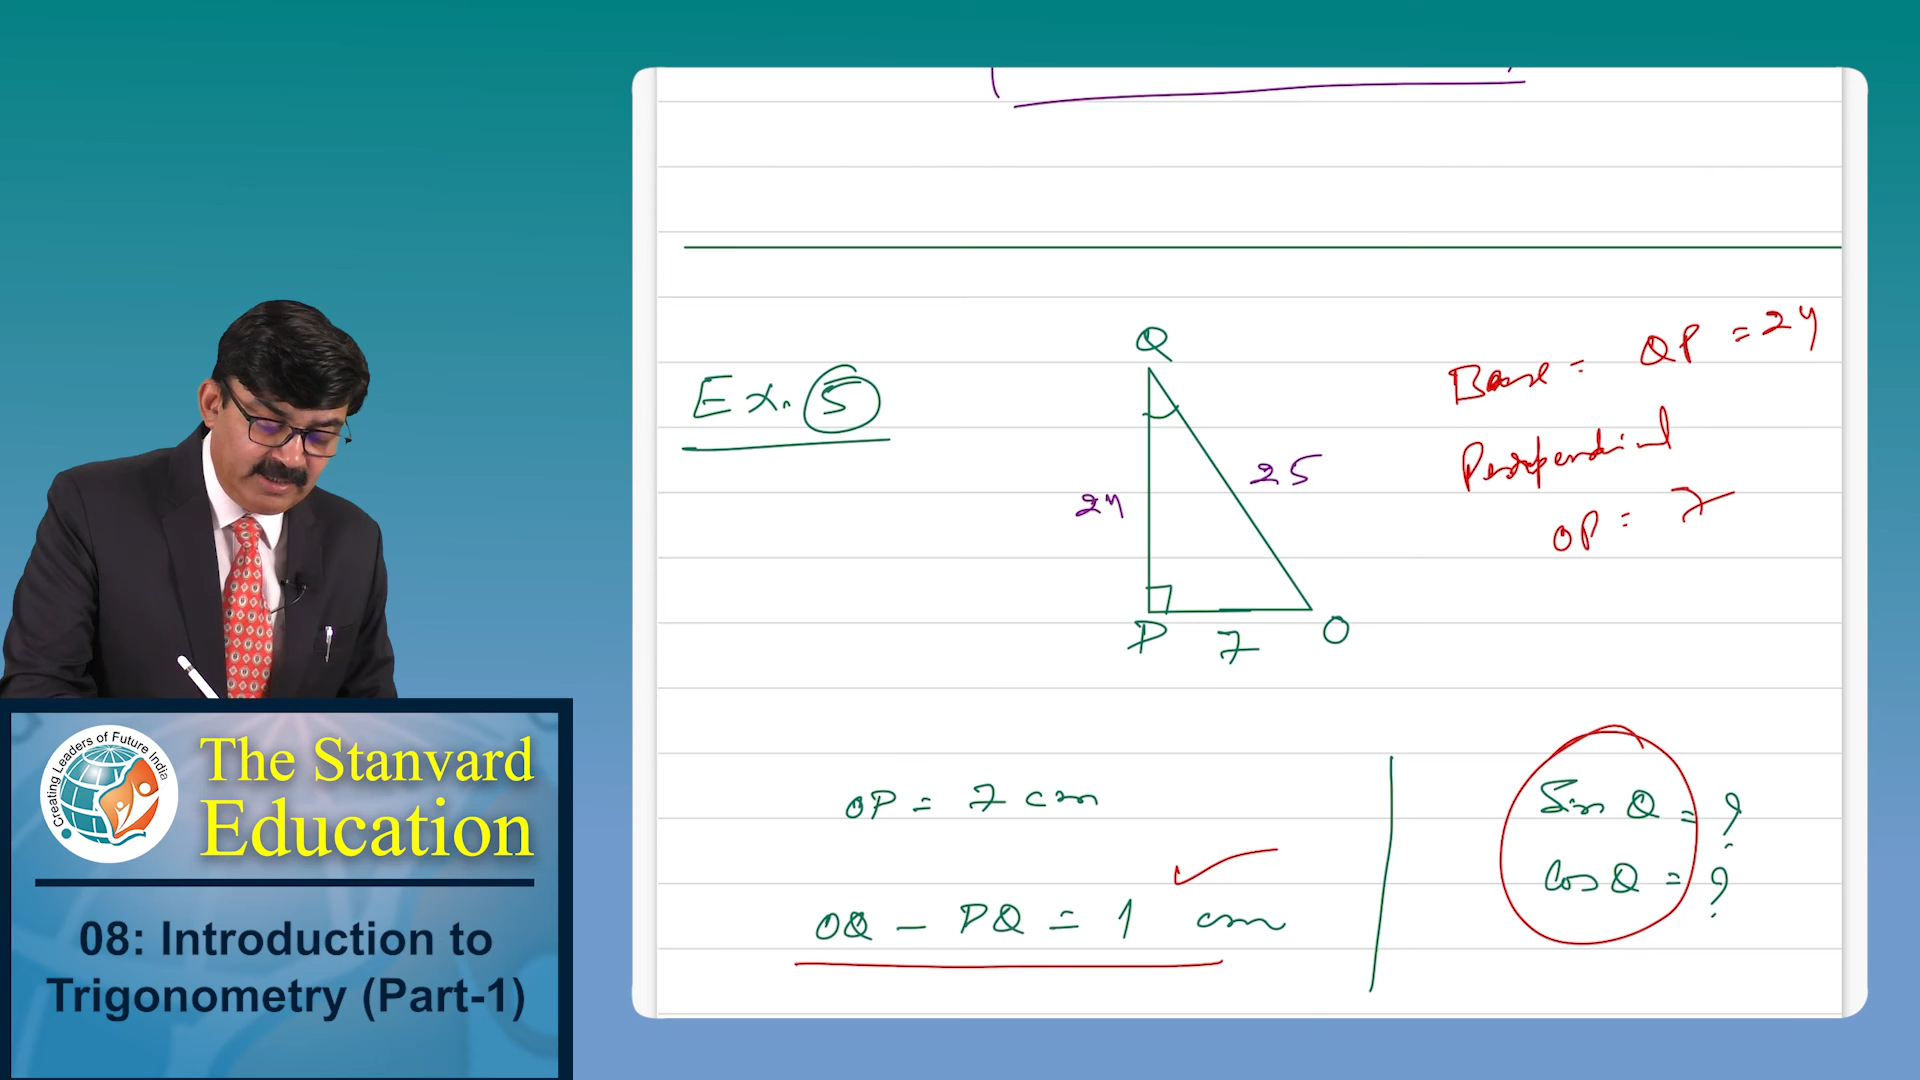 Ex. 5
Q
24
25
P
7
O
Base = QP = 24
Perpendicul
OP = 7
OP = 7 cm
OQ - PQ = 1 cm
Sin Q = ?
Cos Q = ?
Creating Leaders of Future India
The Stanvard
Education
08: Introduction to
Trigonometry (Part-1)